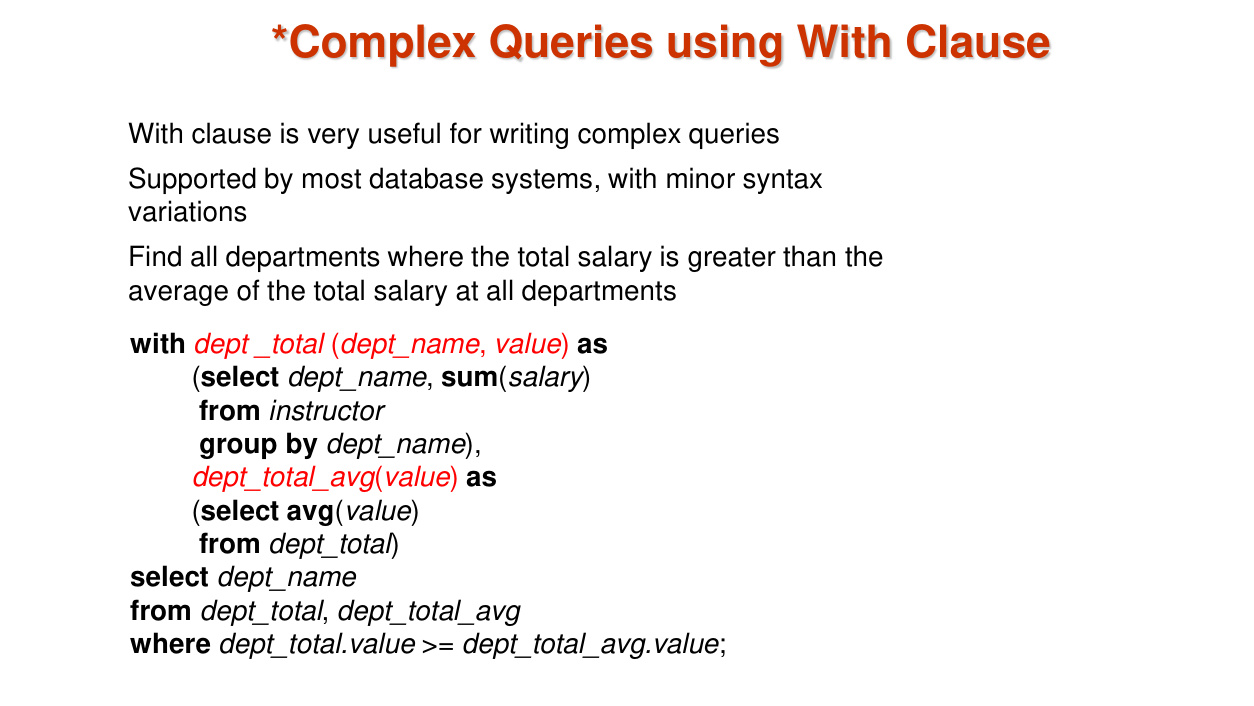 *Complex Queries using With Clause
With clause is very useful for writing complex queries
Supported by most database systems, with minor syntax
variations
Find all departments where the total salary is greater than the
average of the total salary at all departments
with dept _total (dept_name, value) as
(select dept_name, sum(salary)
from instructor
group by dept_name),
dept_total_avg(value) as
(select avg(value)
from dept_total)
select dept_name
from dept_total, dept_total_avg
where dept_total.value >= dept_total_avg.value;